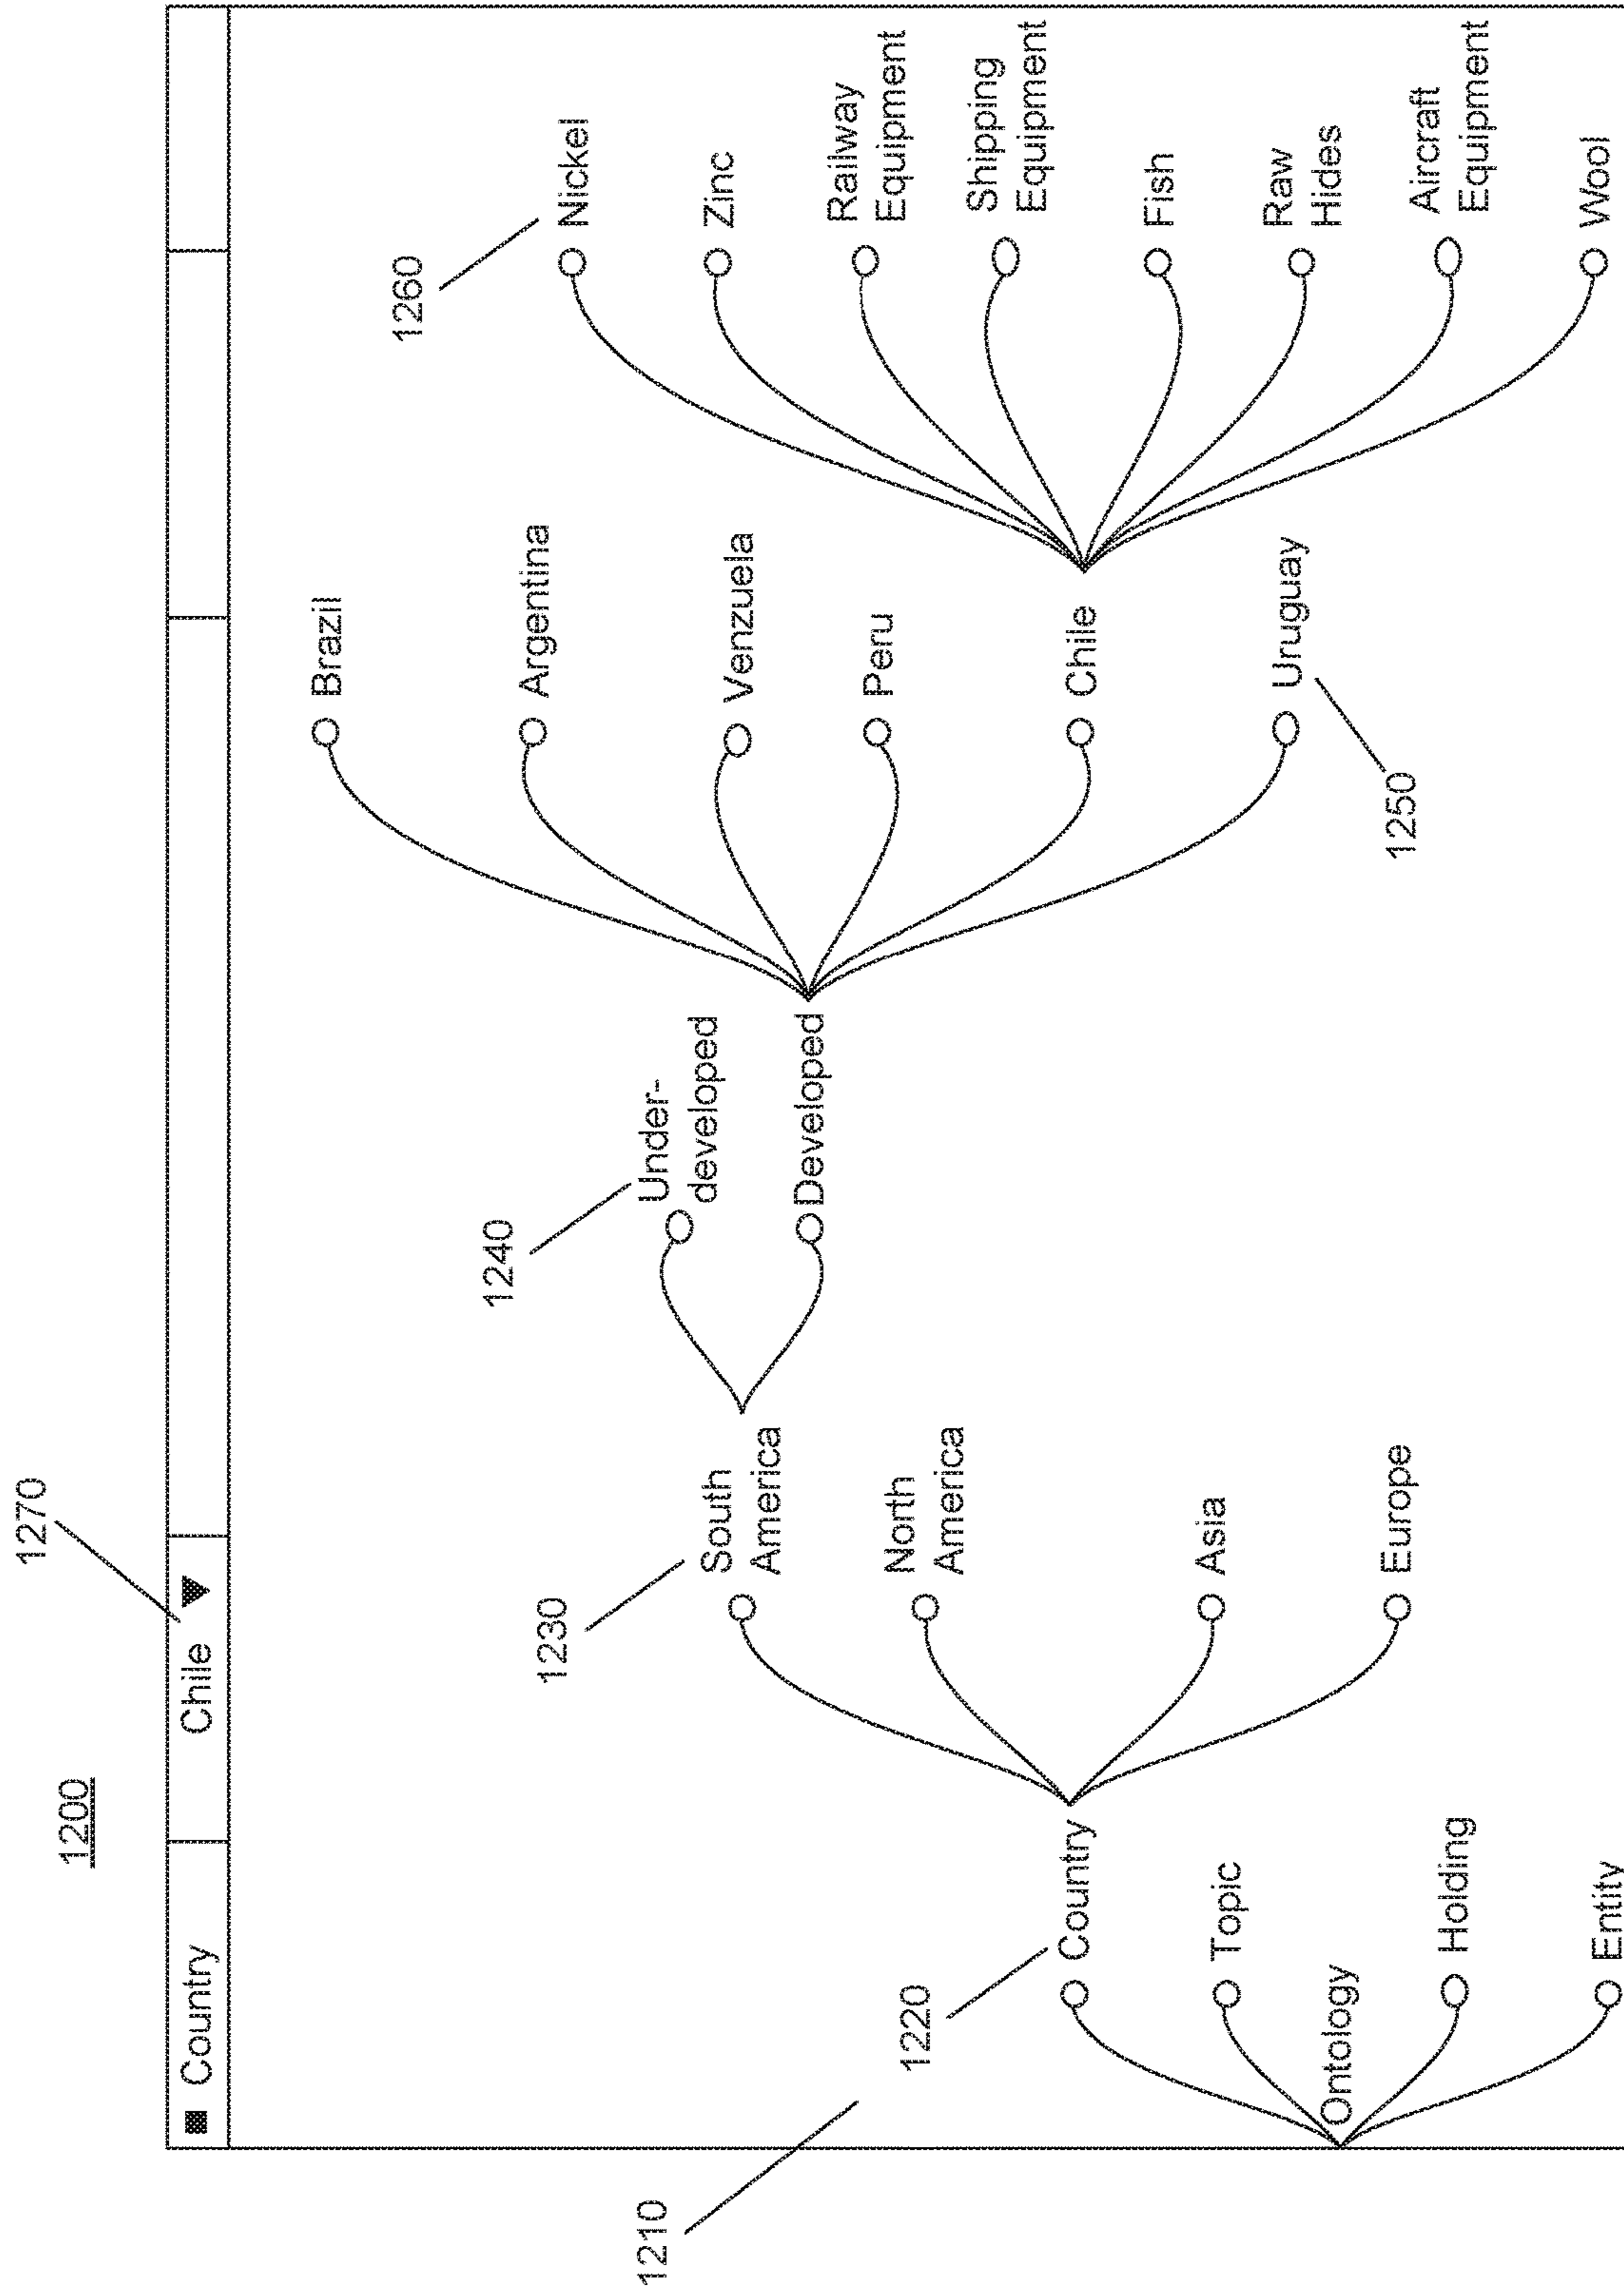 1200
1270
Country
Chile
1210
Ontology
1220
Country
Topic
Holding
Entity
1230
South
America
North
America
Asia
Europe
1240
Under-
developed
Developed
Brazil
Argentina
Venzuela
Peru
Chile
Uruguay
1250
1260
Nickel
Zinc
Railway
Equipment
Shipping
Equipment
Fish
Raw
Hides
Aircraft
Equipment
Wool